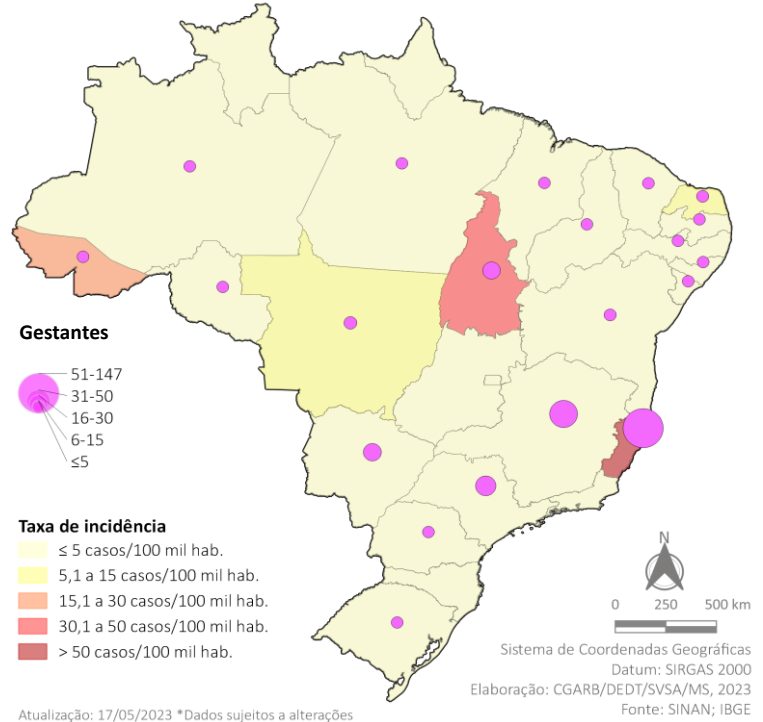 Gestantes
51-147
31-50
16-30
6-15
≤5
Taxa de incidência
≤ 5 casos/100 mil hab.
5,1 a 15 casos/100 mil hab.
15,1 a 30 casos/100 mil hab.
30,1 a 50 casos/100 mil hab.
> 50 casos/100 mil hab.
N
0 250 500 km
Sistema de Coordenadas Geográficas
Datum: SIRGAS 2000
Elaboração: CGARB/DEDT/SVSA/MS, 2023
Fonte: SINAN; IBGE
Atualização: 17/05/2023 *Dados sujeitos a alterações